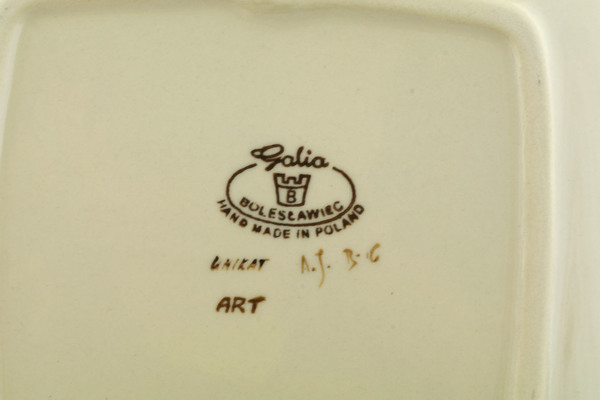 Galia
B
BOLESŁAWIEC
HAND MADE IN POLAND
UNIKAT A.J. B-C
ART